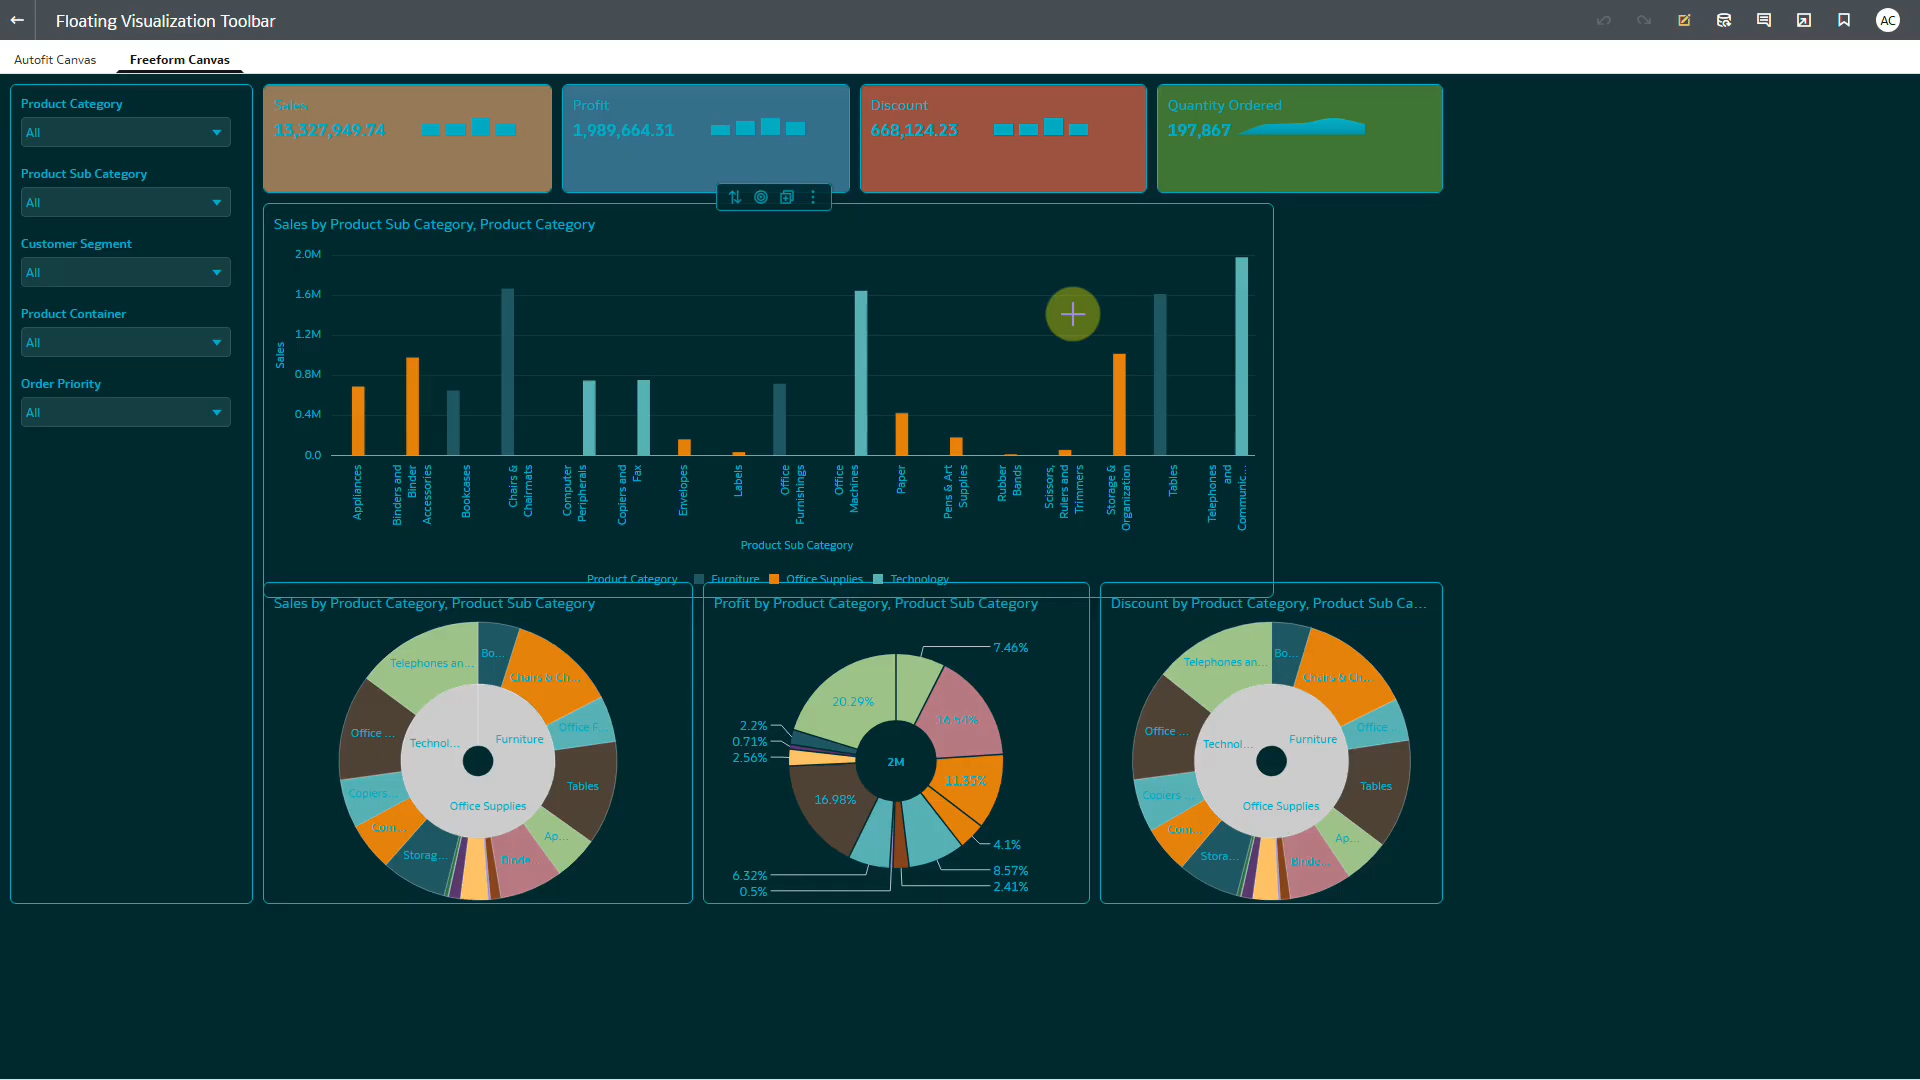 Floating Visualization Toolbar
AC
Autofit Canvas
Freeform Canvas
Product Category
All
Product Sub Category
All
Customer Segment
All
Product Container
All
Order Priority
All
Sales
13,327,949.74
Profit
1,989,664.31
Discount
668,124.23
Quantity Ordered
197,867
Sales by Product Sub Category, Product Category
2.0M
1.6M
1.2M
0.8M
0.4M
0.0
Sales
Appliances
Binders and
Binder
Accessories
Bookcases
Chairs &
Chairmats
Computer
Peripherals
Copiers and
Fax
Envelopes
Labels
Office
Furnishings
Office
Machines
Paper
Pens & Art
Supplies
Rubber
Bands
Scissors,
Rulers and
Trimmers
Storage &
Organization
Tables
Telephones
and
Communic...
Product Sub Category
Product Category
Furniture
Office Supplies
Technology
Sales by Product Category, Product Sub Category
Telephones an...
Bo...
Chairs & Ch...
Office F...
Tables
Ap...
Binde...
Storag...
Com...
Copiers ...
Office ...
Technol...
Furniture
Office Supplies
Profit by Product Category, Product Sub Category
7.46%
16.54%
11.35%
4.1%
8.57%
2.41%
0.5%
6.32%
16.98%
2.56%
0.71%
2.2%
20.29%
2M
Discount by Product Category, Product Sub Ca...
Telephones an...
Bo...
Chairs & Ch...
Office ...
Tables
Ap...
Binde...
Stora...
Com...
Copiers ...
Office ...
Technol...
Furniture
Office Supplies